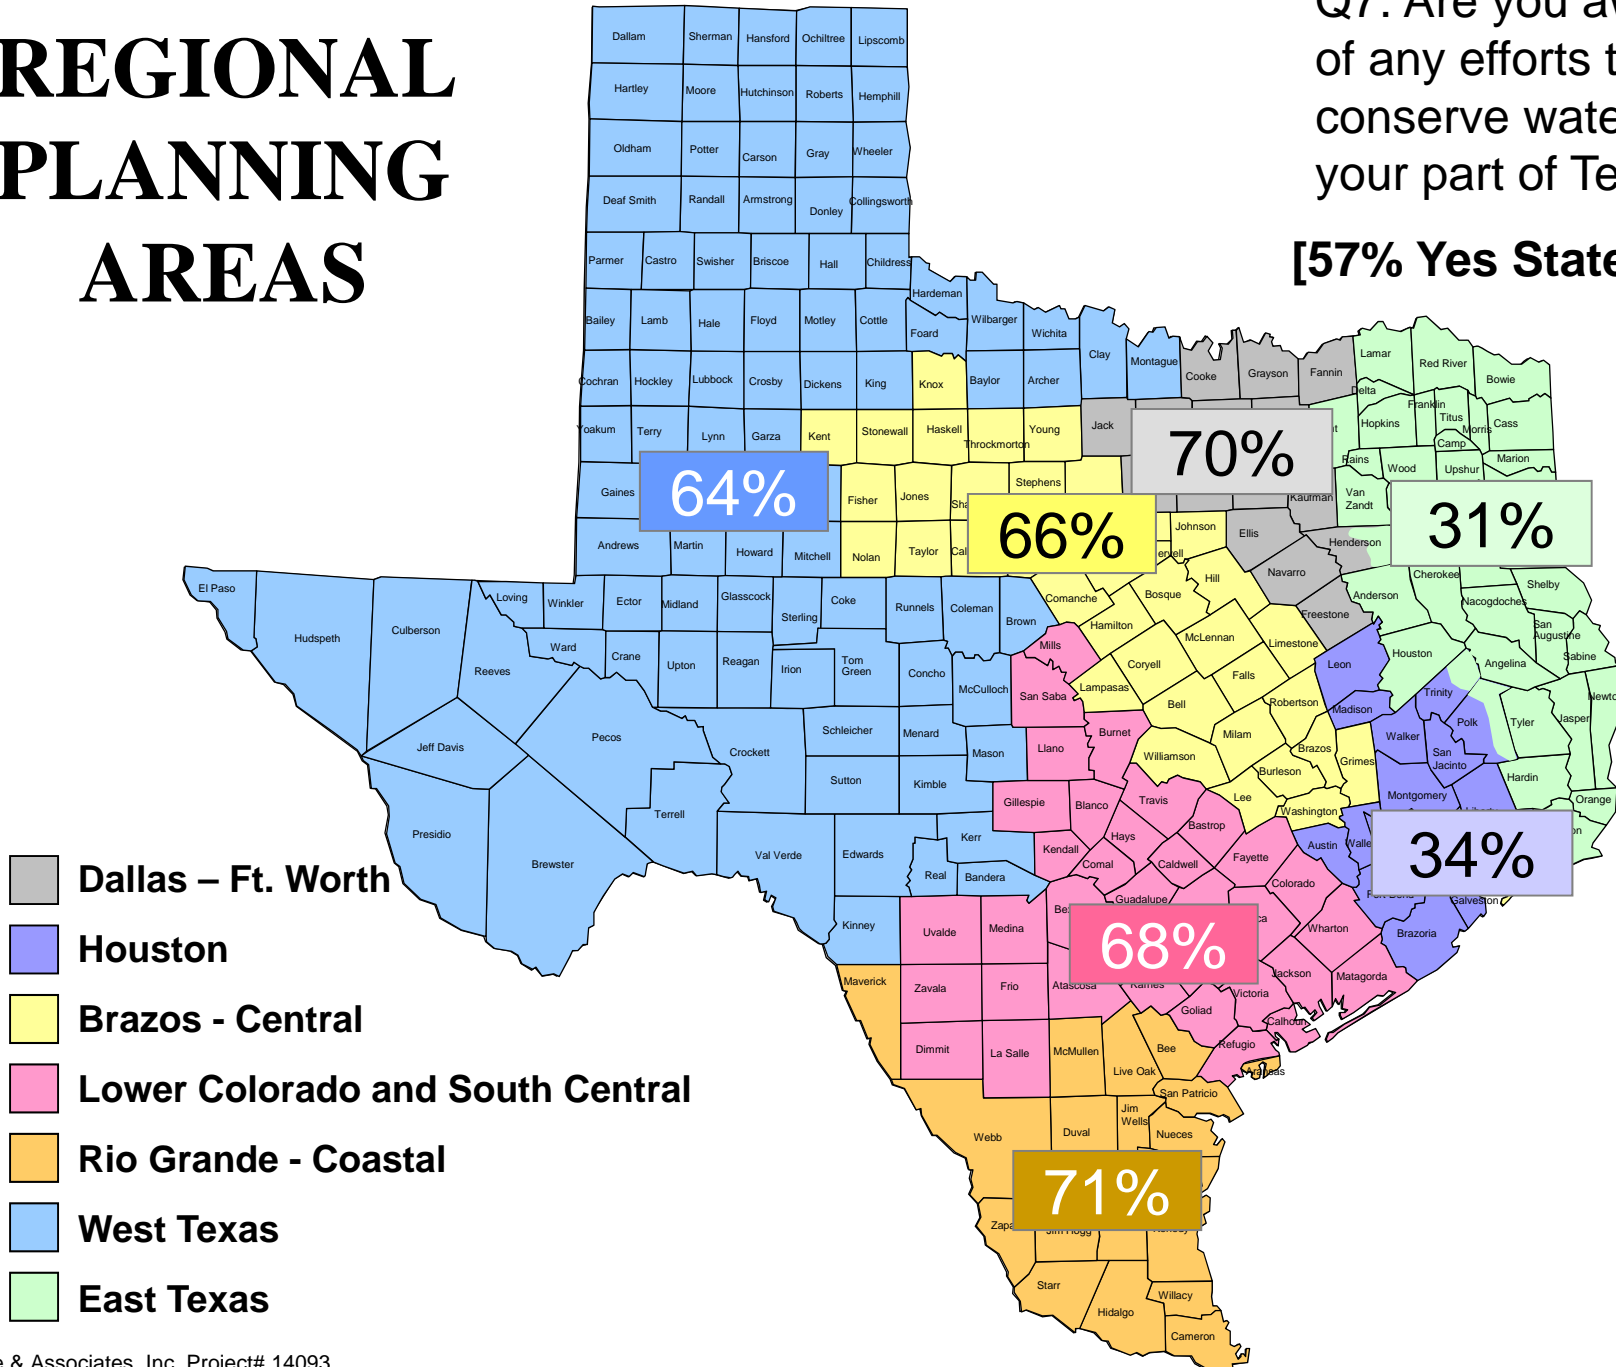 REGIONAL
PLANNING
AREAS
Q7. Are you
of any efforts
conserve
your part of
[57% Yes
Dallam Sherman Hansford Ochiltree Lipscomb
Hartley Moore Hutchinson Roberts Hemphill
Oldham Potter Carson Gray Wheeler
Deaf Smith Randall Armstrong Donley Collingsworth
Parmer Castro Swisher Briscoe Hall Childress
Hardeman
Bailey Lamb Hale Floyd Motley Cottle Foard Wilbarger Wichita Clay Montague
Cooke Grayson Fannin Lamar Red River Bowie
Cochran Hockley Lubbock Crosby Dickens King Knox Baylor Archer
Delta Franklin Titus Morris Cass Hopkins Camp
Yoakum Terry Lynn Garza Kent Stonewall Haskell Throckmorton Young Jack
70%
Rains Wood Upshur Marion
Gaines
64%
Fisher Jones Stephens
Kaufman Van
Zandt
31%
66%
Johnson Ellis Henderson
Andrews Martin Howard Mitchell Nolan Taylor
Navarro Cherokee Shelby
El Paso Hudspeth Culberson Loving Winkler Ector Midland Glasscock Sterling Coke Runnels Coleman Brown Comanche Bosque Hill Freestone Anderson Nacogdoches
San
Augustine
Sabine
Hamilton McLennan Limestone
Reeves Ward Crane Upton Reagan Irion Tom
Green
Concho McCulloch Mills San Saba Coryell Falls Leon Houston Angelina
Lampasas Bell Robertson Madison Trinity Polk Tyler Jasper
Jeff Davis Pecos Crockett Schleicher Menard Mason Llano Burnet Milam Brazos Grimes Walker San
Jacinto
Sutton Kimble Williamson Burleson Hardin
Presidio Brewster Terrell Gillespie Blanco Travis Lee Washington Montgomery Orange
Val Verde Edwards Kerr Kendall Hays Bastrop
Real Bandera Comal Caldwell Fayette Austin
34%
Kinney Uvalde Medina Guadalupe Colorado Galveston
68%
Wharton Brazoria
Maverick Zavala Frio Atascosa Karnes Victoria Jackson Matagorda
Goliad Calhoun
Dimmit La Salle McMullen Live Oak Bee Refugio Aransas
San Patricio
Webb Duval Jim
Wells
Nueces
71%
Jim Hogg
Starr Hidalgo Willacy
Cameron
Dallas – Ft. Worth
Houston
Brazos - Central
Lower Colorado and South Central
Rio Grande - Coastal
West Texas
East Texas
& Associates, Inc. Project# 14093